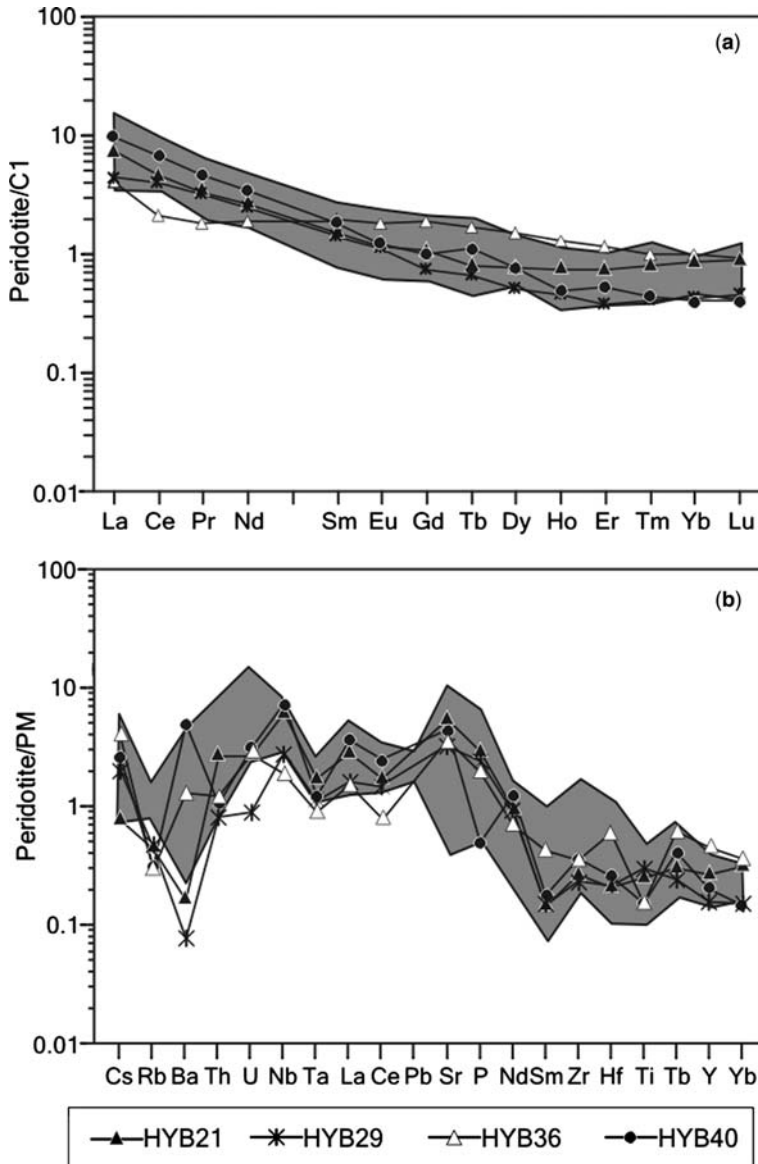 (a)
Peridotite/C1
100
10
1
0.1
0.01
La Ce Pr Nd Sm Eu Gd Tb Dy Ho Er Tm Yb Lu
(b)
Peridotite/PM
100
10
1
0.1
0.01
Cs Rb Ba Th U Nb Ta La Ce Pb Sr P Nd Sm Zr Hf Ti Tb Y Yb
HYB21 HYB29 HYB36 HYB40